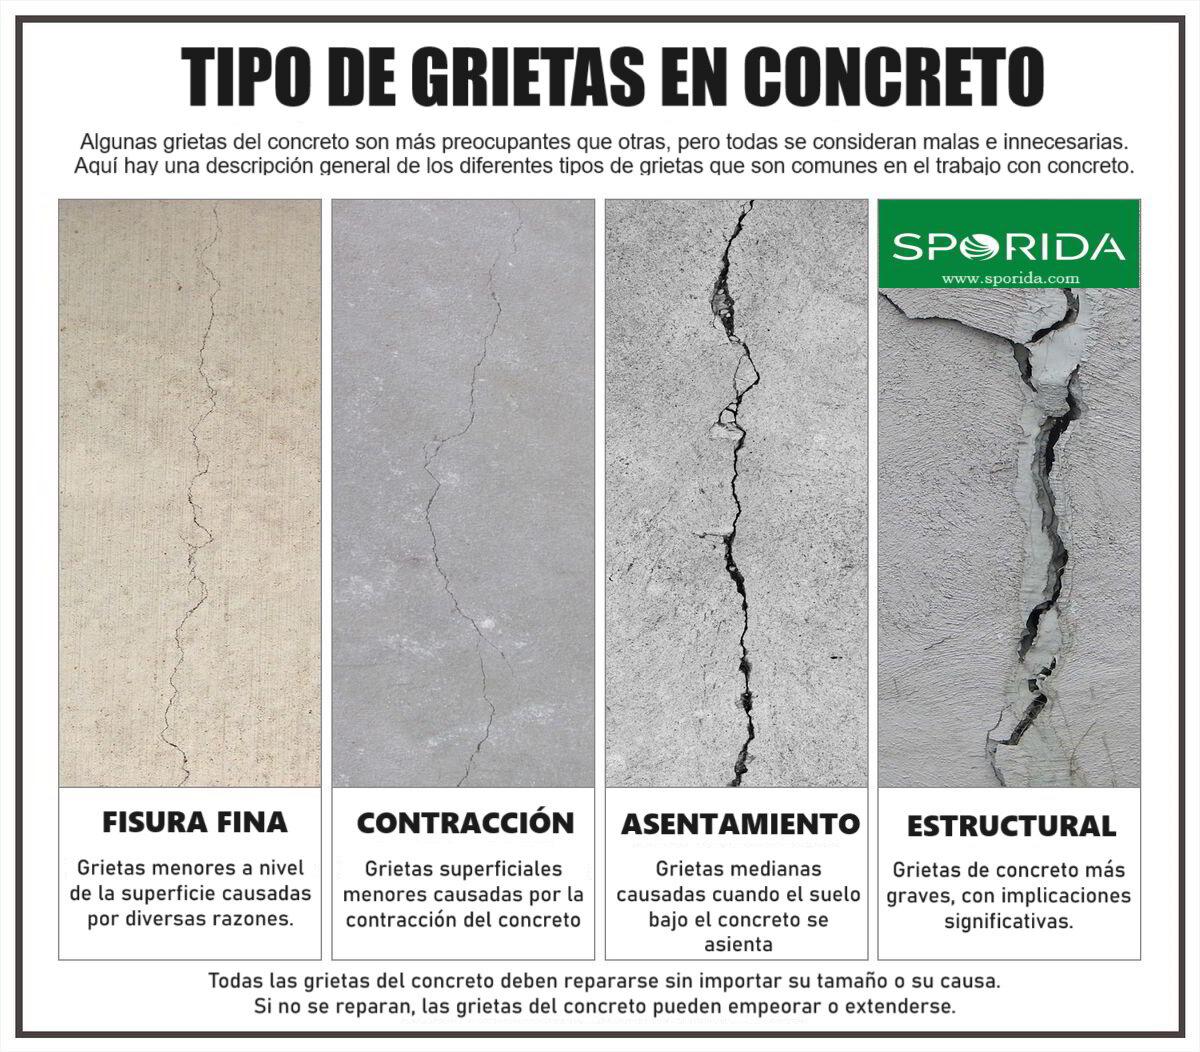 TIPO DE GRIETAS EN CONCRETO
Algunas grietas del concreto son más preocupantes que otras, pero todas se consideran malas e innecesarias.
Aquí hay una descripción general de los diferentes tipos de grietas que son comunes en el trabajo con concreto.
SPORIDA
www.sporida.com
FISURA FINA
Grietas menores a nivel
de la superficie causadas
por diversas razones.
CONTRACCIÓN
Grietas superficiales
menores causadas por la
contracción del concreto
ASENTAMIENTO
Grietas medianas
causadas cuando el suelo
bajo el concreto se
asienta
ESTRUCTURAL
Grietas de concreto más
graves, con implicaciones
significativas.
Todas las grietas del concreto deben repararse sin importar su tamaño o su causa.
Si no se reparan, las grietas del concreto pueden empeorar o extenderse.